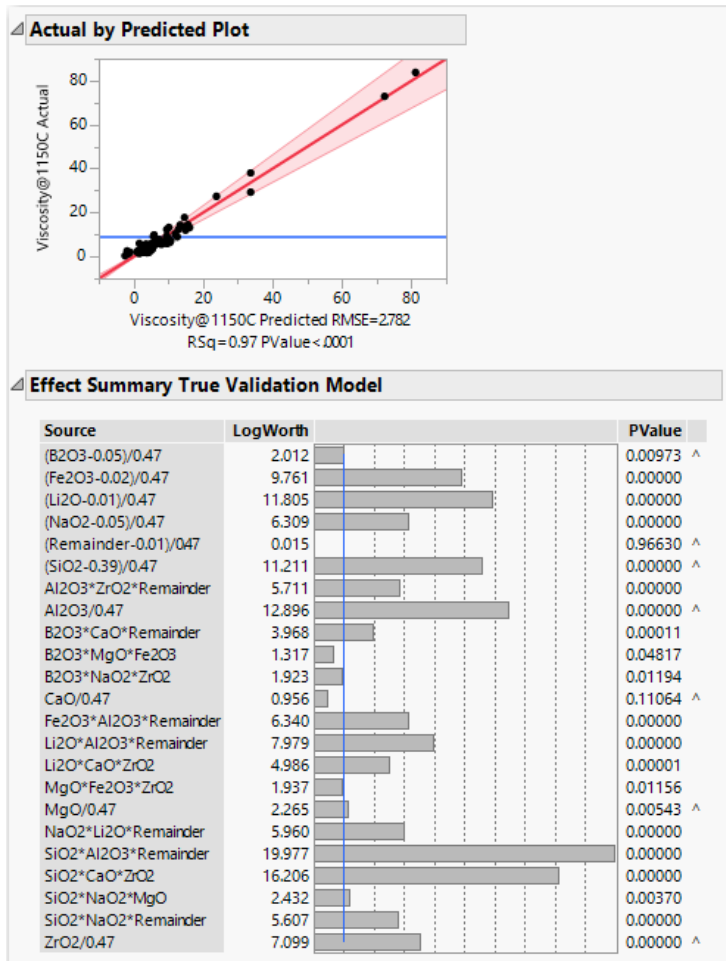 Actual by Predicted Plot
Viscosity@1150C Actual
80
60
40
20
0
0 20 40 60 80
Viscosity@1150C Predicted RMSE=2.782
RSq=0.97 PValue<.0001
Effect Summary True Validation Model
Source LogWorth PValue
(B2O3-0.05)/0.47 2.012 0.00973 ^
(Fe2O3-0.02)/0.47 9.761 0.00000
(Li2O-0.01)/0.47 11.805 0.00000
(NaO2-0.05)/0.47 6.309 0.00000
(Remainder-0.01)/047 0.015 0.96630 ^
(SiO2-0.39)/0.47 11.211 0.00000 ^
Al2O3*ZrO2*Remainder 5.711 0.00000
Al2O3/0.47 12.896 0.00000 ^
B2O3*CaO*Remainder 3.968 0.00011
B2O3*MgO*Fe2O3 1.317 0.04817
B2O3*NaO2*ZrO2 1.923 0.01194
CaO/0.47 0.956 0.11064 ^
Fe2O3*Al2O3*Remainder 6.340 0.00000
Li2O*Al2O3*Remainder 7.979 0.00000
Li2O*CaO*ZrO2 4.986 0.00001
MgO*Fe2O3*ZrO2 1.937 0.01156
MgO/0.47 2.265 0.00543 ^
NaO2*Li2O*Remainder 5.960 0.00000
SiO2*Al2O3*Remainder 19.977 0.00000
SiO2*CaO*ZrO2 16.206 0.00000
SiO2*NaO2*MgO 2.432 0.00370
SiO2*NaO2*Remainder 5.607 0.00000
ZrO2/0.47 7.099 0.00000 ^